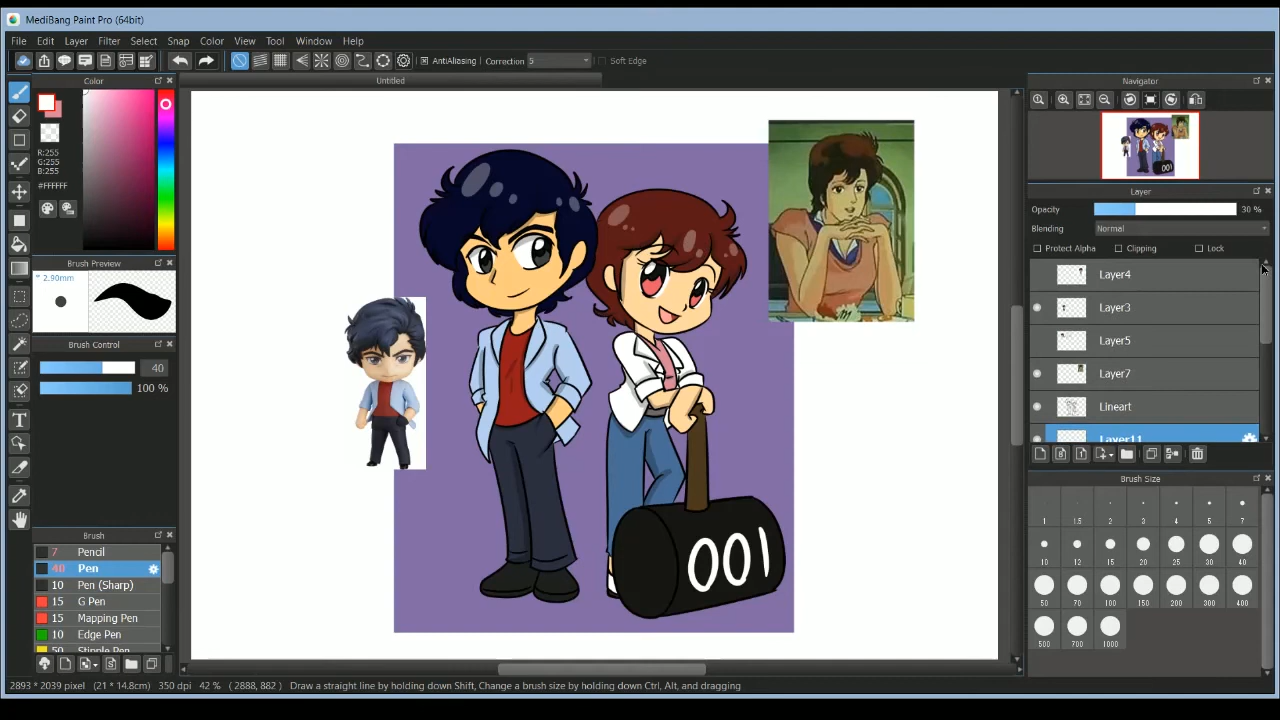 MediBang Paint Pro (64bit)
File Edit Layer Filter Select Snap Color View Tool Window Help
AntiAliasing Correction 5 Soft Edge
Color
Untitled
Navigator
R:255
G:255
B:255
#FFFFFF
Layer
Opacity 30 %
Blending Normal
Protect Alpha Clipping Lock
Brush Preview
* 2.90mm
Layer4
Layer3
Layer5
Layer7
Lineart
Layer11
Brush Control
40
100 %
001
Brush Size
1 1.5 2 3 4 5 7
10 12 15 20 25 30 40
50 70 100 150 200 300 400
500 700 1000
Brush
7 Pencil
40 Pen
10 Pen (Sharp)
15 G Pen
15 Mapping Pen
10 Edge Pen
50 Stipple Pen
2893 * 2039 pixel (21 * 14.8cm) 350 dpi 42 % ( 2888, 882 ) Draw a straight line by holding down Shift, Change a brush size by holding down Ctrl, Alt, and dragging